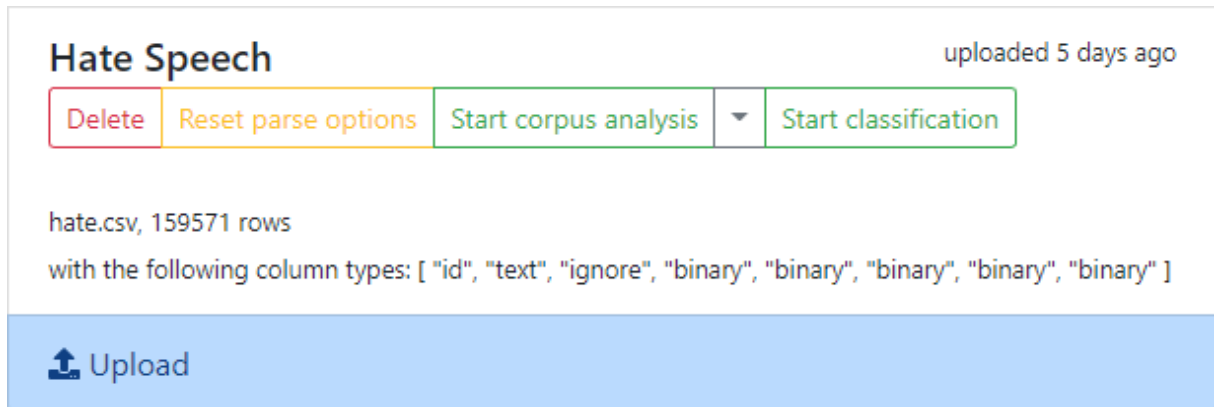 Hate Speech
uploaded 5 days ago
Delete Reset parse options Start corpus analysis Start classification
hate.csv, 159571 rows
with the following column types: [ "id", "text", "ignore", "binary", "binary", "binary", "binary", "binary" ]
Upload